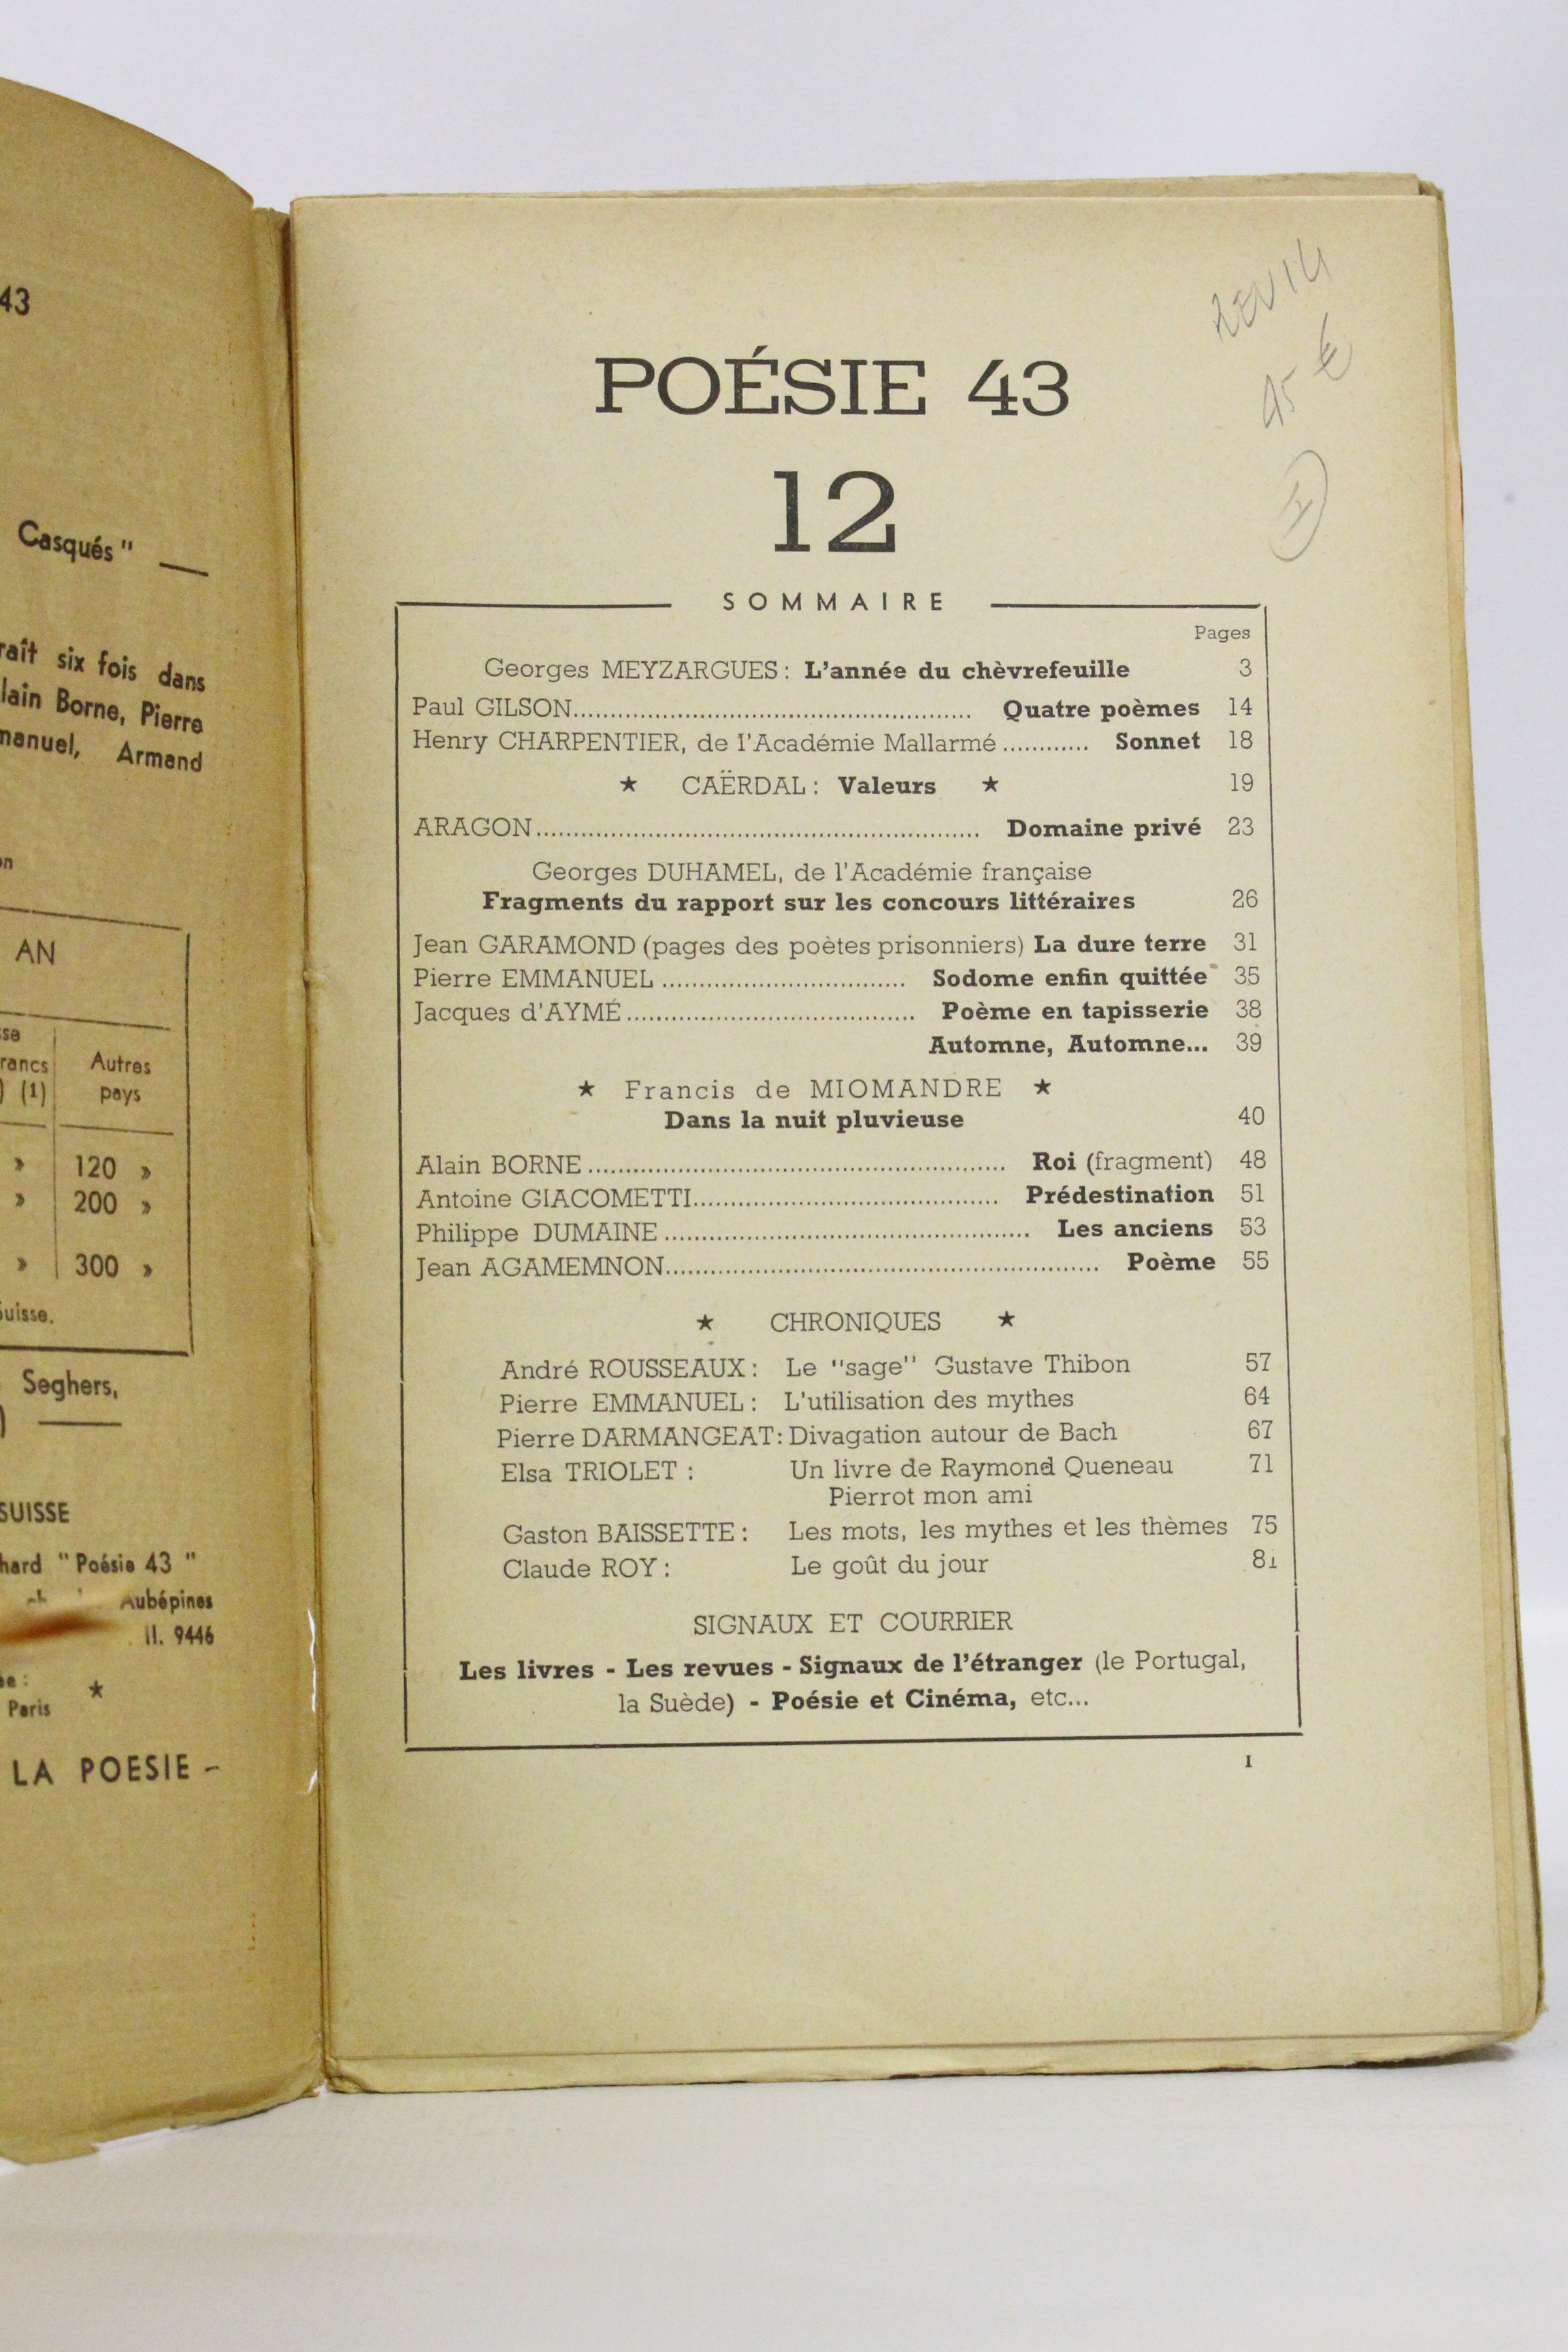 43
Casqués"
six fois dans
Borne, Pierre
Armand
AN
Autres
(1) pays
» 120 »
» 200 »
» 300 »
Seghers,
SUISSE
"Poésie 43"
Aubépines
II. 9446
Paris ★
LA POESIE -
POÉSIE 43
12
SOMMAIRE
Pages
Georges MEYZARGUES : L'année du chèvrefeuille 3
Paul GILSON........ Quatre poèmes 14
Henry CHARPENTIER, de l'Académie Mallarmé ............ Sonnet 18
★ CAËRDAL : Valeurs ★ 19
ARAGON........ Domaine privé 23
Georges DUHAMEL, de l'Académie française
Fragments du rapport sur les concours littéraires 26
Jean GARAMOND (pages des poètes prisonniers) La dure terre 31
Pierre EMMANUEL ........ Sodome enfin quittée 35
Jacques d'AYMÉ ........ Poème en tapisserie 38
Automne, Automne... 39
★ Francis de MIOMANDRE ★
Dans la nuit pluvieuse 40
Alain BORNE ........ Roi (fragment) 48
Antoine GIACOMETTI........ Prédestination 51
Philippe DUMAINE ........ Les anciens 53
Jean AGAMEMNON........ Poème 55
★ CHRONIQUES ★
André ROUSSEAUX : Le "sage" Gustave Thibon 57
Pierre EMMANUEL : L'utilisation des mythes 64
Pierre DARMANGEAT : Divagation autour de Bach 67
Elsa TRIOLET : Un livre de Raymond Queneau 71
Pierrot mon ami
Gaston BAISSETTE : Les mots, les mythes et les thèmes 75
Claude ROY : Le goût du jour 81
SIGNAUX ET COURRIER
Les livres - Les revues - Signaux de l'étranger (le Portugal,
la Suède) - Poésie et Cinéma, etc...
1